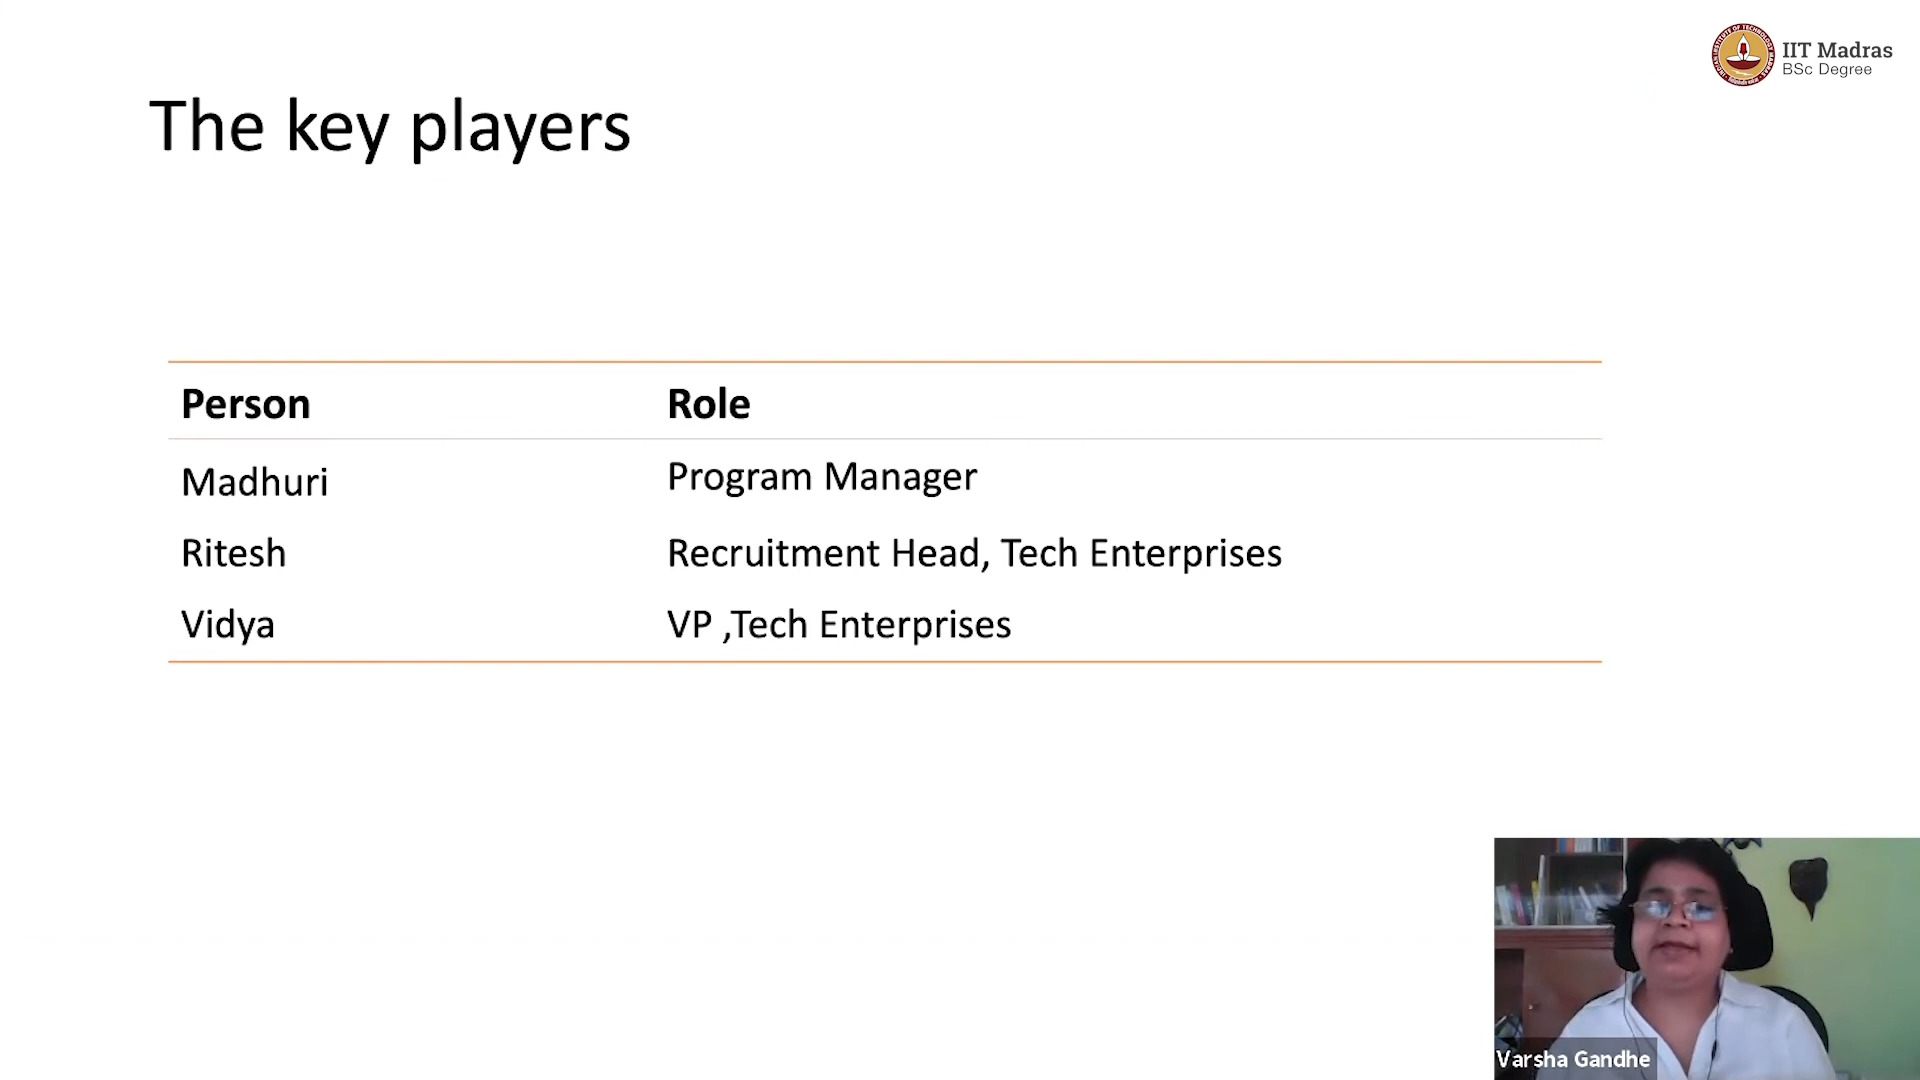 IIT Madras
BSc Degree
The key players
Person Role
Madhuri Program Manager
Ritesh Recruitment Head, Tech Enterprises
Vidya VP ,Tech Enterprises
Varsha Gandhe